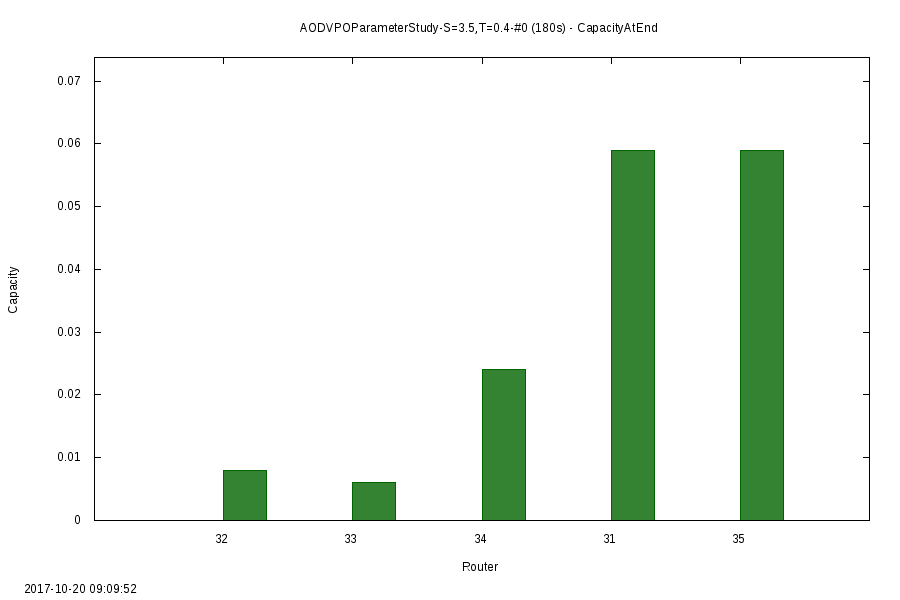 AODVPOParameterStudy-S=3.5,T=0.4-#0 (180s) - CapacityAtEnd
0.07
0.06
0.05
0.04
0.03
0.02
0.01
0
Capacity
32 33 34 31 35
Router
2017-10-20 09:09:52